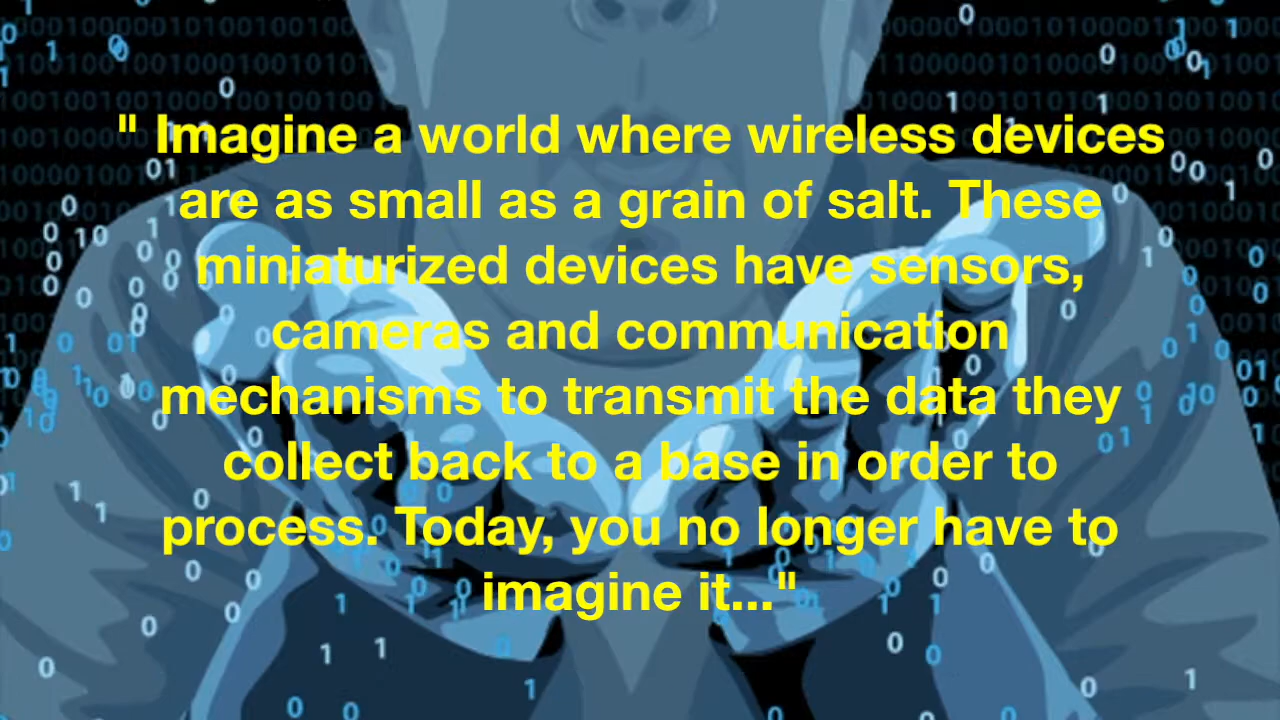 " Imagine a world where wireless devices
are as small as a grain of salt. These
miniaturized devices have sensors,
cameras and communication
mechanisms to transmit the data they
collect back to a base in order to
process. Today, you no longer have to
imagine it..."